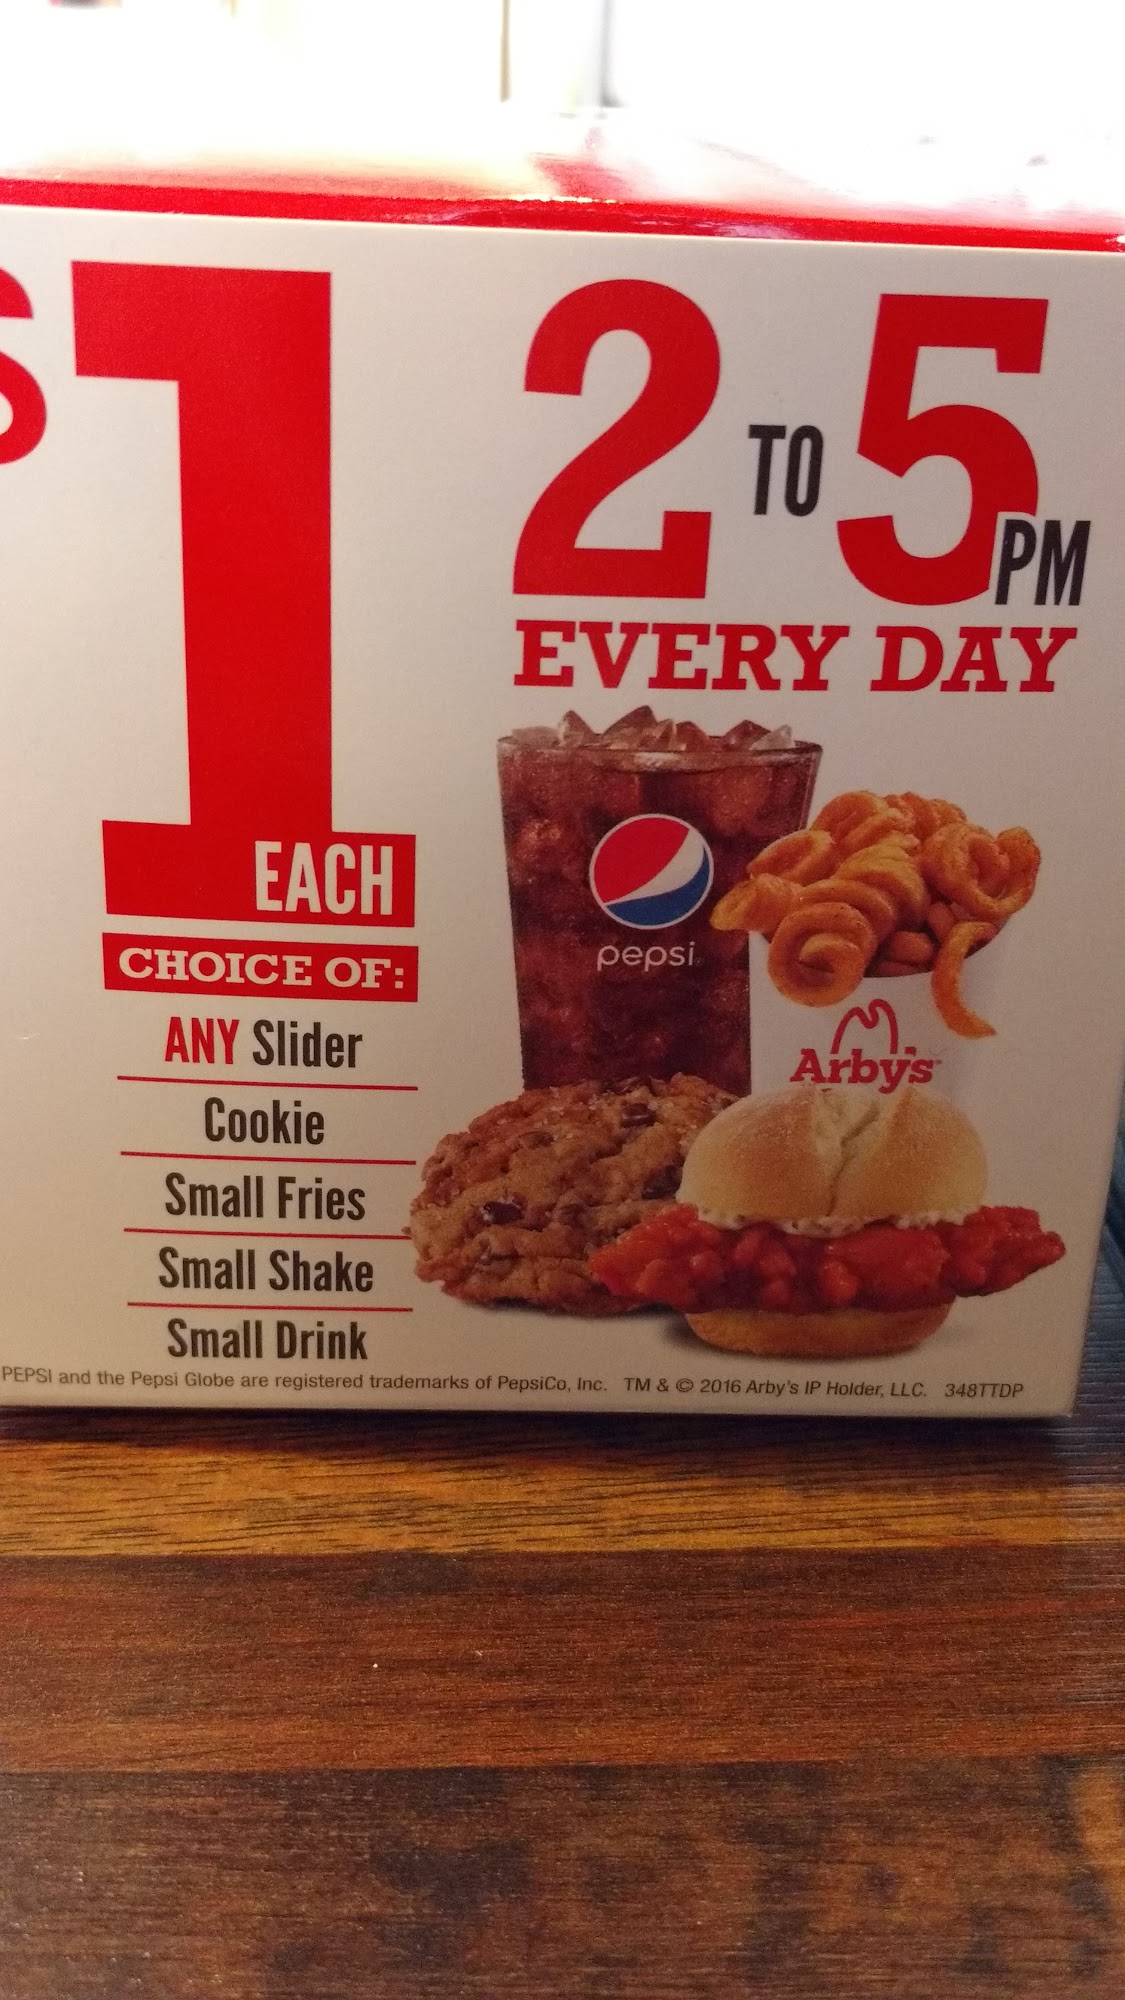 $1
EACH
CHOICE OF:
ANY Slider
Cookie
Small Fries
Small Shake
Small Drink
2 TO 5 PM
EVERY DAY
pepsi
Arby's™
PEPSI and the Pepsi Globe are registered trademarks of PepsiCo, Inc. TM & © 2016 Arby's IP Holder, LLC. 348TTDP